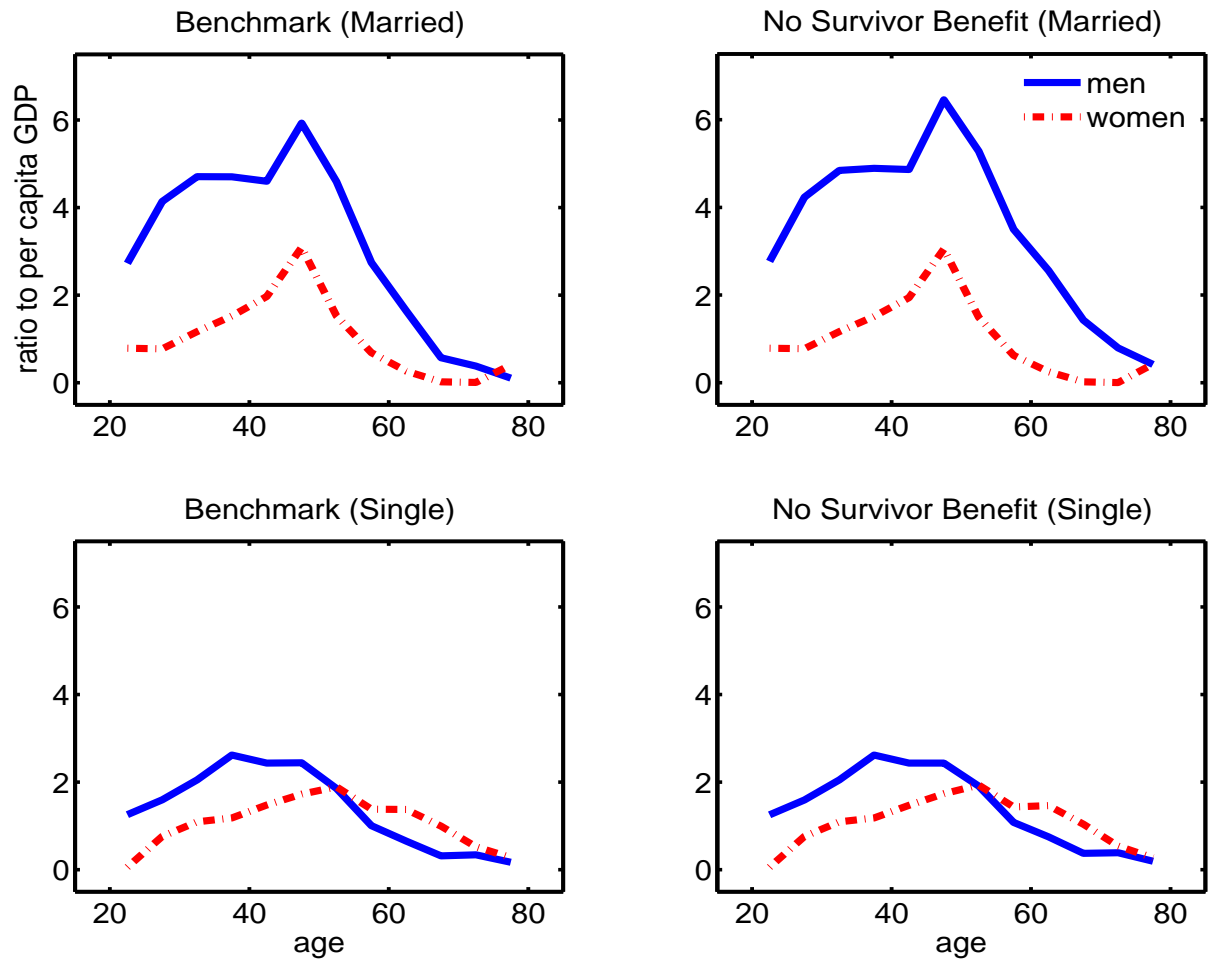 Benchmark (Married)
ratio to per capita GDP
6
4
2
0
20 40 60 80
No Survivor Benefit (Married)
men
women
6
4
2
0
20 40 60 80
Benchmark (Single)
6
4
2
0
20 40 60 80
age
No Survivor Benefit (Single)
6
4
2
0
20 40 60 80
age